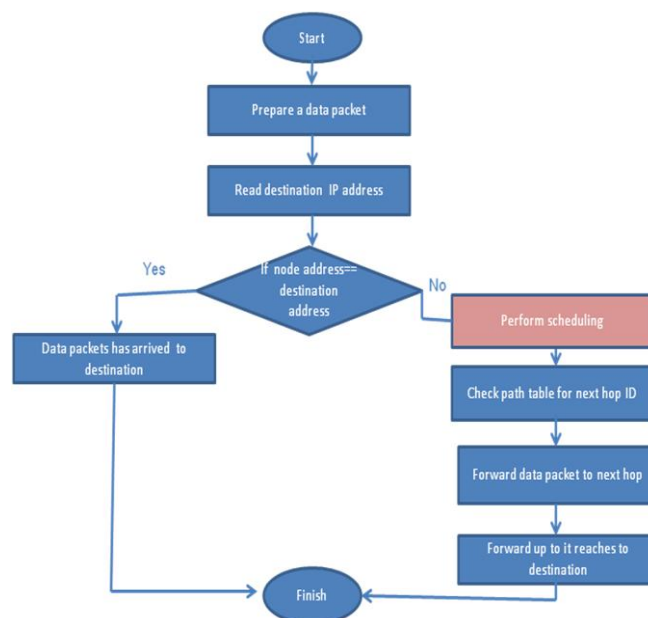 Start
Prepare a data packet
Read destination IP address
If node address==
destination
address
Yes
No
Perform scheduling
Data packets has arrived to
destination
Check path table for next hop ID
Forward data packet to next hop
Forward up to it reaches to
destination
Finish